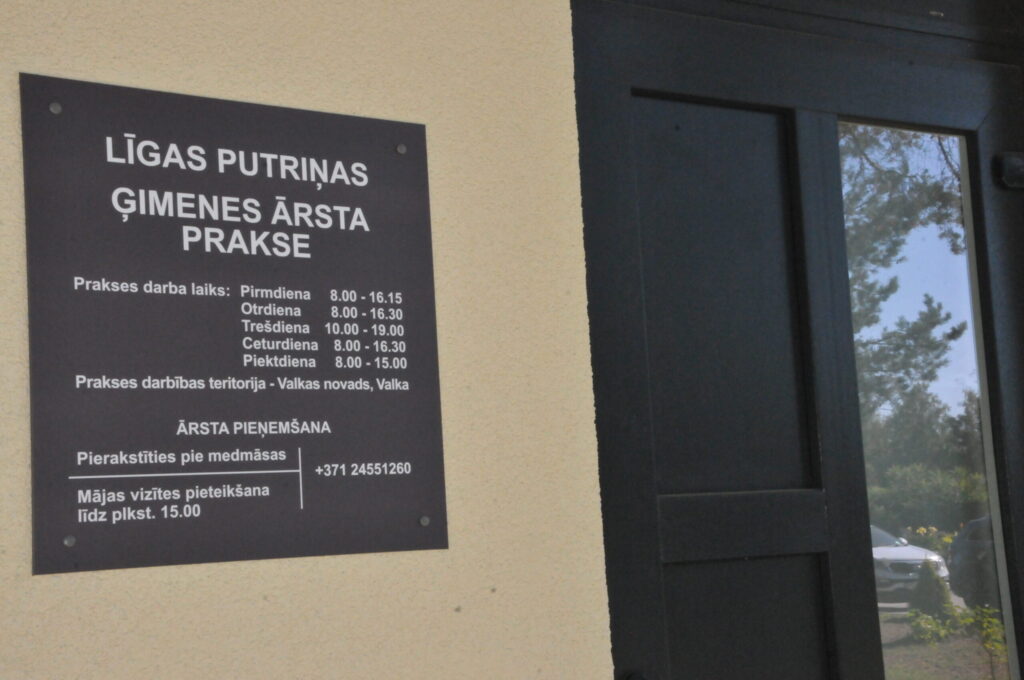 LĪGAS PUTRIŅAS
ĢIMENES ĀRSTA
PRAKSE
Prakses darba laiks: Pirmdiena 8.00 - 16.15
Otrdiena 8.00 - 16.30
Trešdiena 10.00 - 19.00
Ceturdiena 8.00 - 16.30
Piektdiena 8.00 - 15.00
Prakses darbības teritorija - Valkas novads, Valka
ĀRSTA PIEŅEMŠANA
Pierakstīties pie medmāsas
+371 24551260
Mājas vizītes pieteikšana
līdz plkst. 15.00